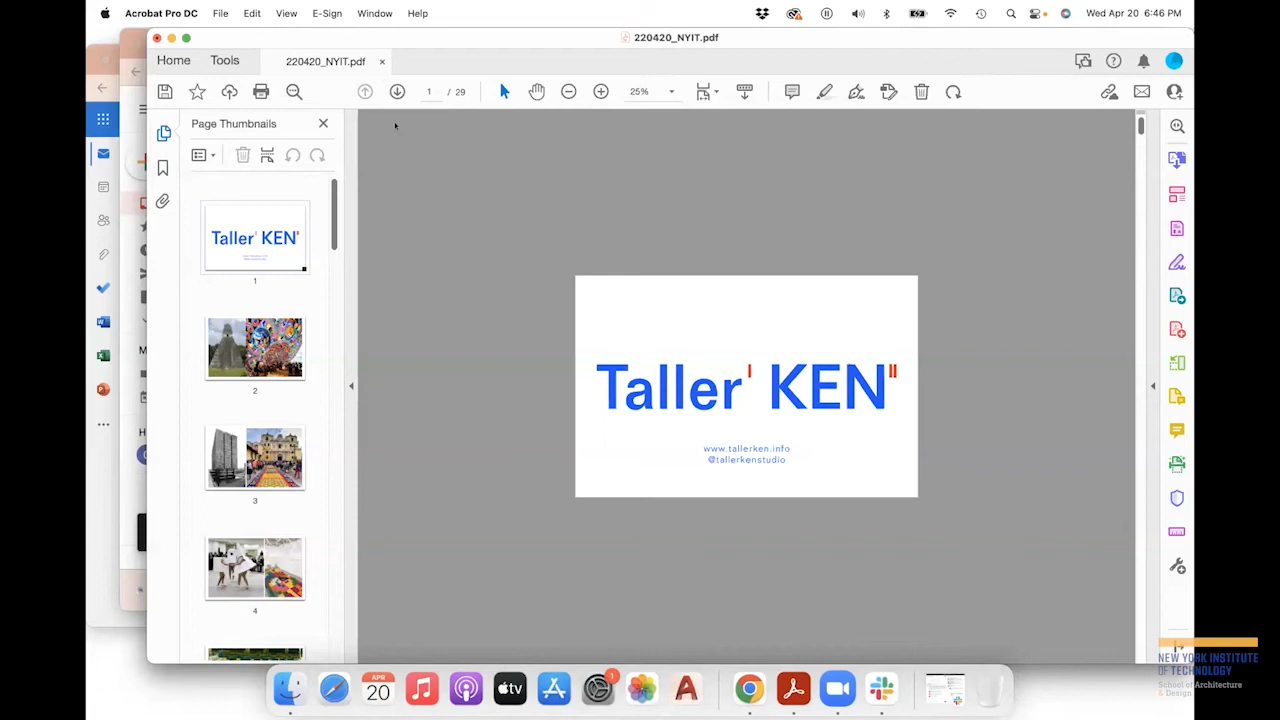 Acrobat Pro DC File Edit View E-Sign Window Help Wed Apr 20 6:46 PM
220420_NYIT.pdf
Home Tools 220420_NYIT.pdf
1 / 29 25%
Page Thumbnails
Taller' KEN"
1
2
3
4
Taller' KEN"
www.tallerken.info
@tallerkenstudio
APR
20
tv
1
NEW YORK INSTITUTE
OF TECHNOLOGY
School of Architecture
& Design